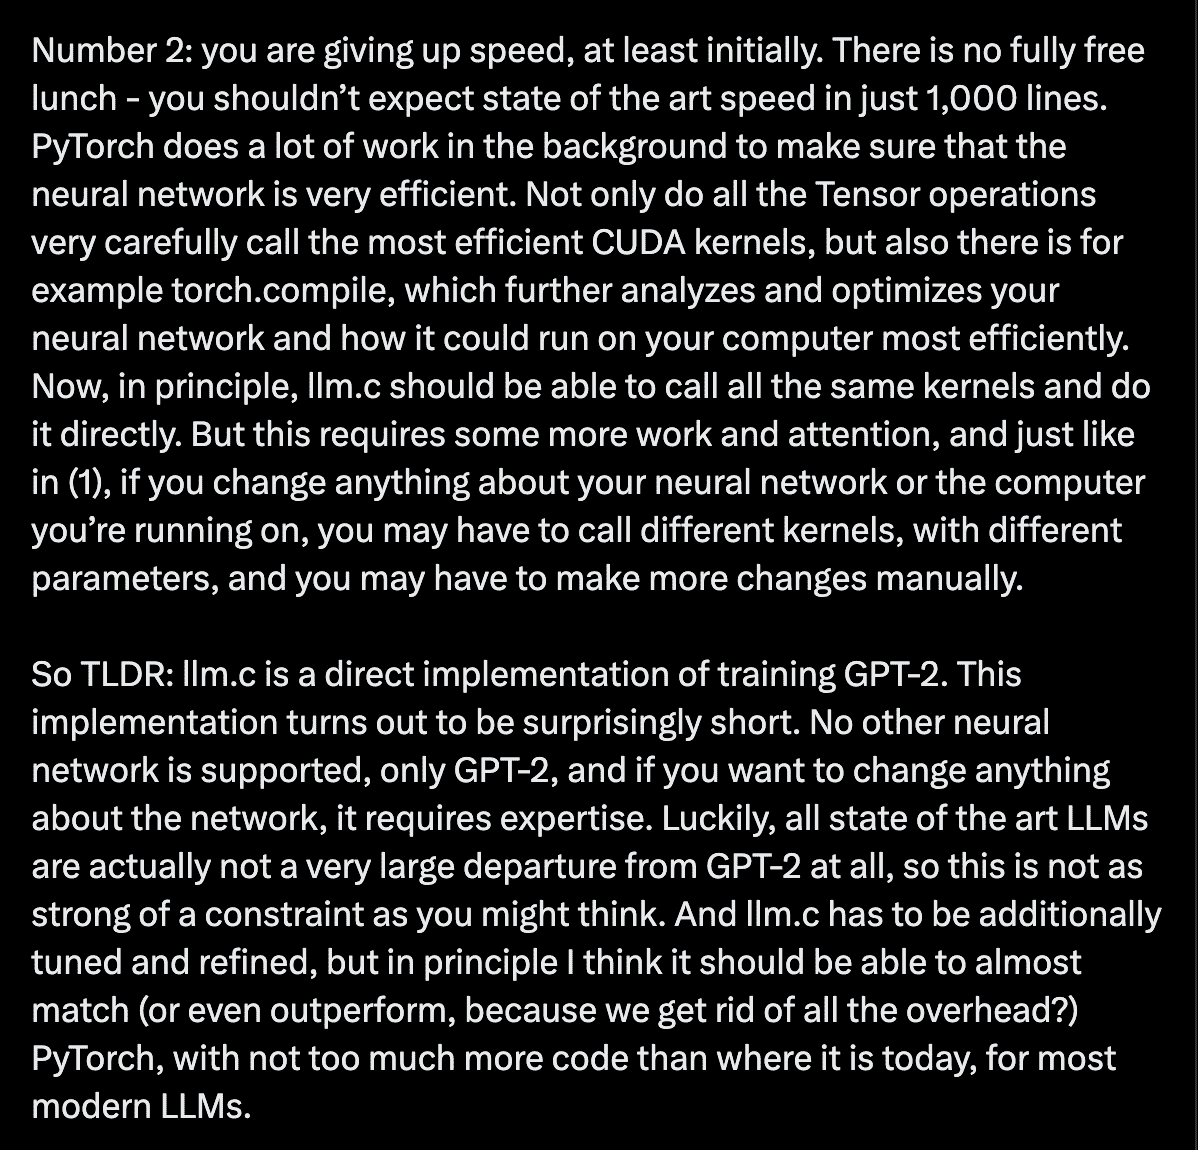 Number 2: you are giving up speed, at least initially. There is no fully free
lunch - you shouldn’t expect state of the art speed in just 1,000 lines.
PyTorch does a lot of work in the background to make sure that the
neural network is very efficient. Not only do all the Tensor operations
very carefully call the most efficient CUDA kernels, but also there is for
example torch.compile, which further analyzes and optimizes your
neural network and how it could run on your computer most efficiently.
Now, in principle, llm.c should be able to call all the same kernels and do
it directly. But this requires some more work and attention, and just like
in (1), if you change anything about your neural network or the computer
you’re running on, you may have to call different kernels, with different
parameters, and you may have to make more changes manually.

So TLDR: llm.c is a direct implementation of training GPT-2. This
implementation turns out to be surprisingly short. No other neural
network is supported, only GPT-2, and if you want to change anything
about the network, it requires expertise. Luckily, all state of the art LLMs
are actually not a very large departure from GPT-2 at all, so this is not as
strong of a constraint as you might think. And llm.c has to be additionally
tuned and refined, but in principle I think it should be able to almost
match (or even outperform, because we get rid of all the overhead?)
PyTorch, with not too much more code than where it is today, for most
modern LLMs.